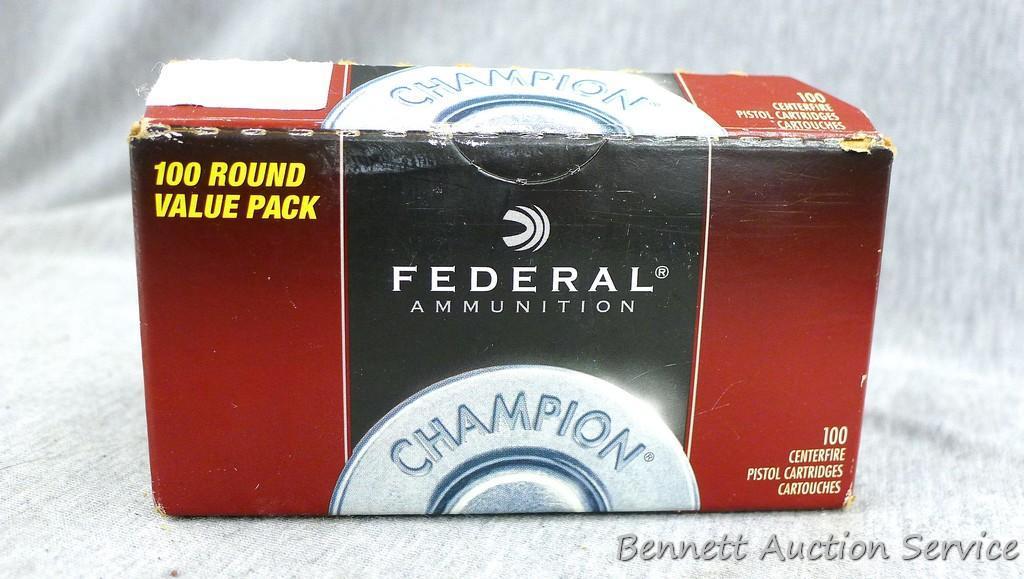 CHAMPION®
100
CENTERFIRE
PISTOL CARTRIDGES
CARTOUCHES
100 ROUND
VALUE PACK
FEDERAL®
AMMUNITION
CHAMPION®
100
CENTERFIRE
PISTOL CARTRIDGES
CARTOUCHES
Bennett Auction Service